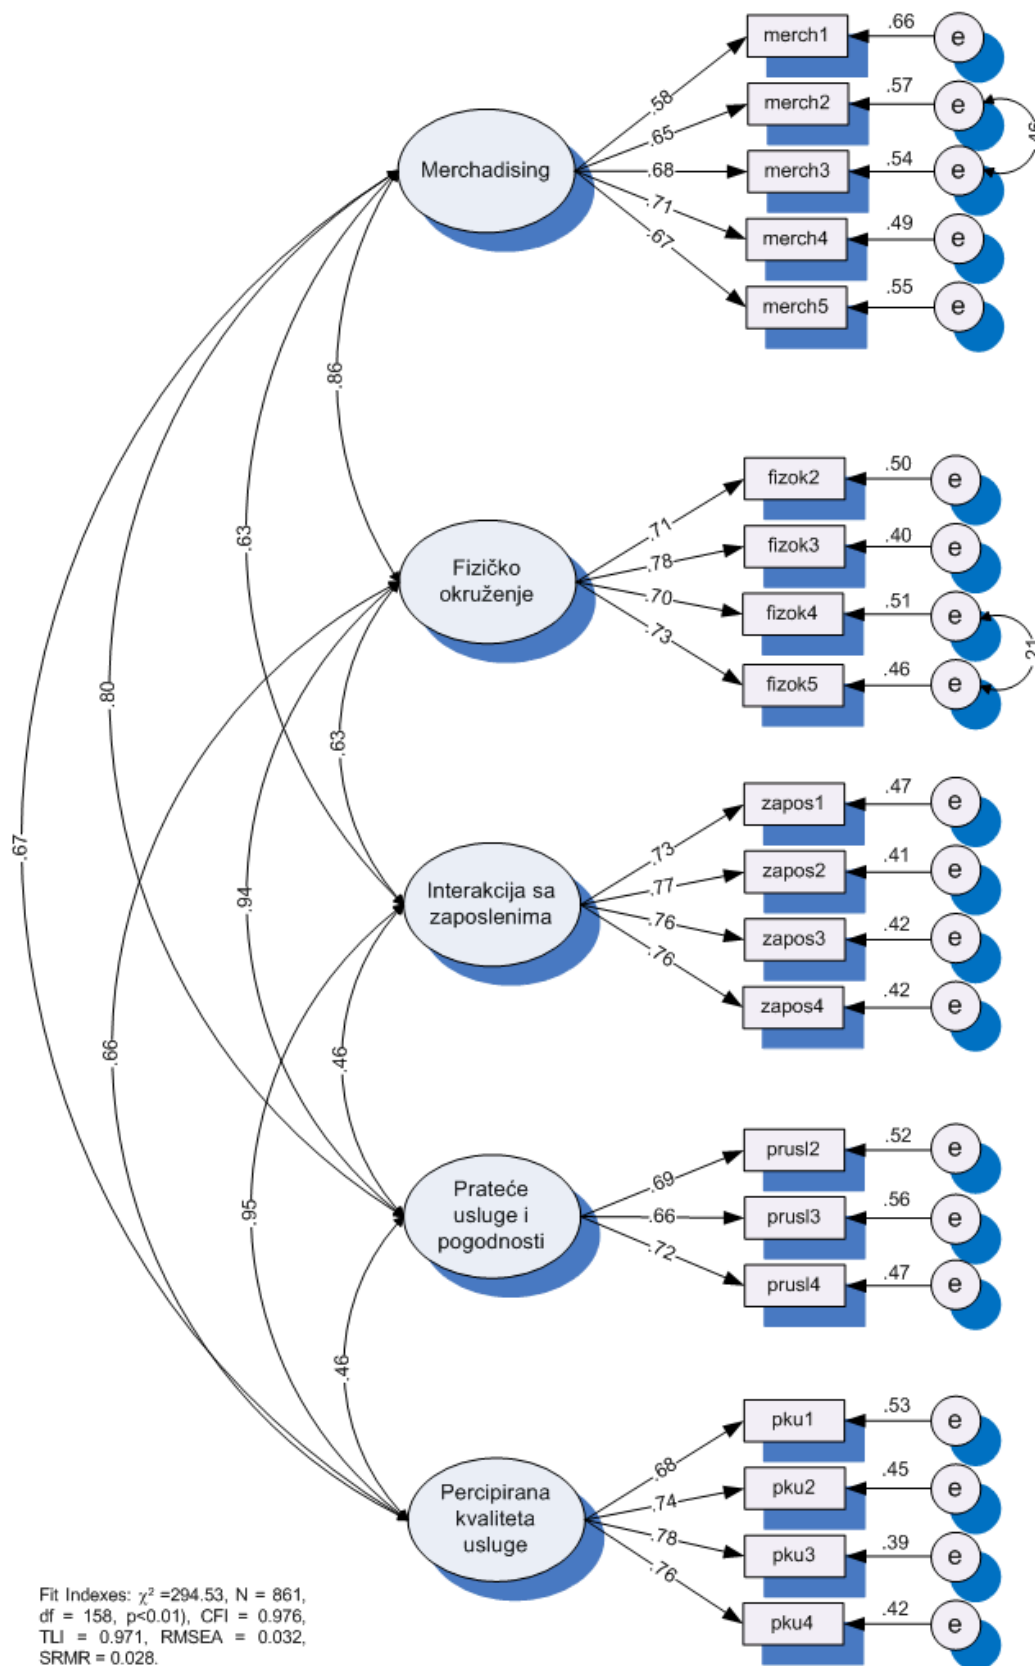 merch1
.66
e
.58
merch2
.57
e
.65
.46
Merchadising
.68
merch3
.54
e
.71
merch4
.49
e
.67
merch5
.55
e
.86
fizok2
.50
e
.71
fizok3
.40
e
.63
Fizičko
okruženje
.78
.70
fizok4
.51
e
.73
.21
fizok5
.46
e
.80
.63
zapos1
.47
e
.73
zapos2
.41
e
.67
.94
Interakcija sa
zaposlenima
.77
.76
zapos3
.42
e
.76
zapos4
.42
e
.66
.46
prusl2
.52
e
.69
Prateće
usluge i
pogodnosti
.66
prusl3
.56
e
.95
.72
prusl4
.47
e
.46
pku1
.53
e
.68
pku2
.45
e
Percipirana
kvaliteta
usluge
.74
.78
pku3
.39
e
.76
pku4
.42
e
Fit Indexes: χ² =294.53, N = 861,
df = 158, p<0.01), CFI = 0.976,
TLI = 0.971, RMSEA = 0.032,
SRMR = 0.028.